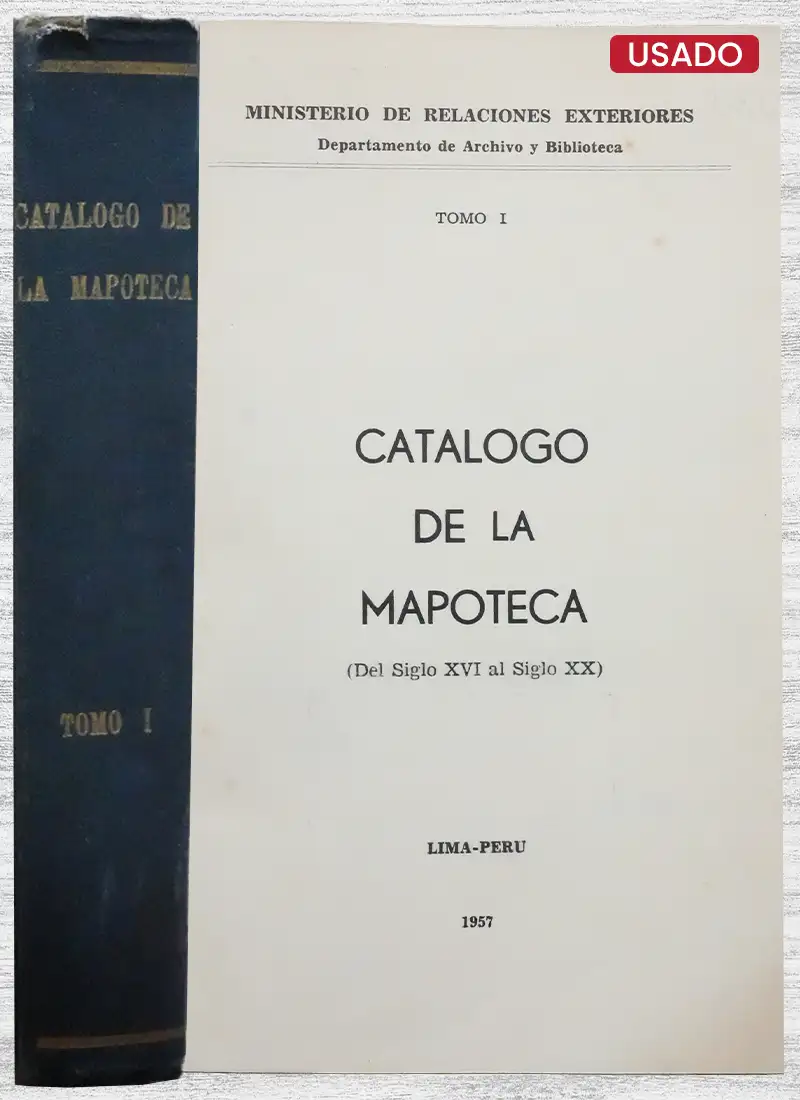 CATALOGO DE
LA MAPOTECA
TOMO I
USADO
MINISTERIO DE RELACIONES EXTERIORES
Departamento de Archivo y Biblioteca
TOMO I
CATALOGO
DE LA
MAPOTECA
(Del Siglo XVI al Siglo XX)
LIMA-PERU
1957